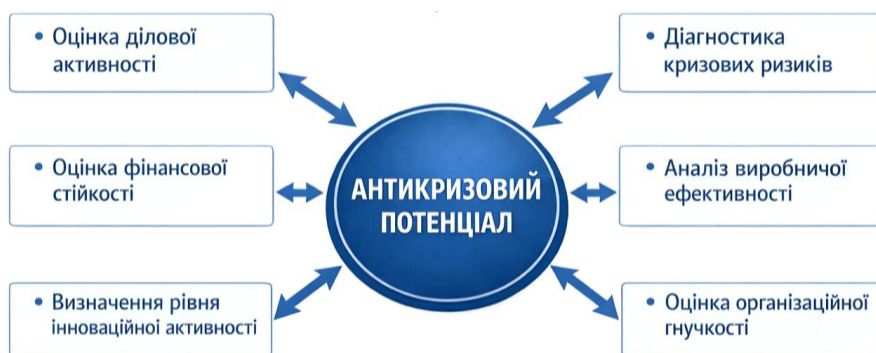 • Оцінка ділової
активності
• Діагностика
кризових ризиків
• Оцінка фінансової
стійкості
АНТИКРИЗОВИЙ
ПОТЕНЦІАЛ
• Аналіз виробничої
ефективності
• Визначення рівня
інноваційної активності
• Оцінка організаційної
гнучкості